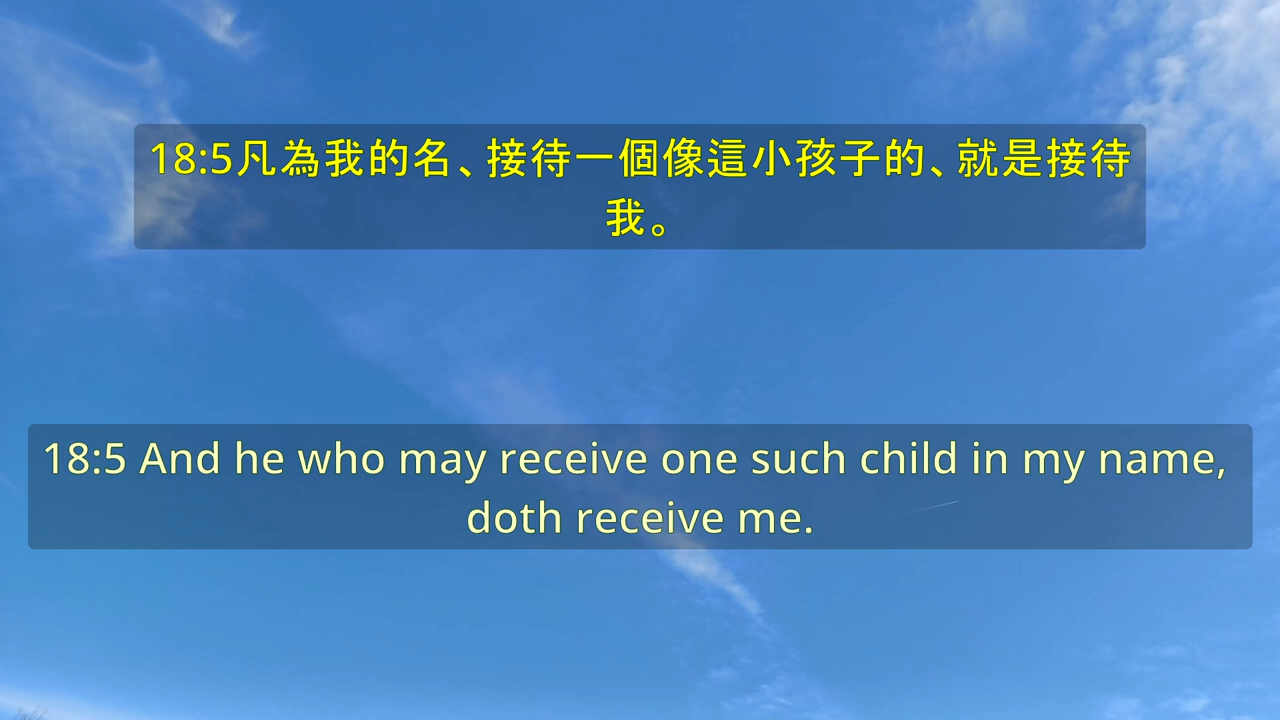 18:5凡為我的名、接待一個像這小孩子的、就是接待
我。
18:5 And he who may receive one such child in my name,
doth receive me.